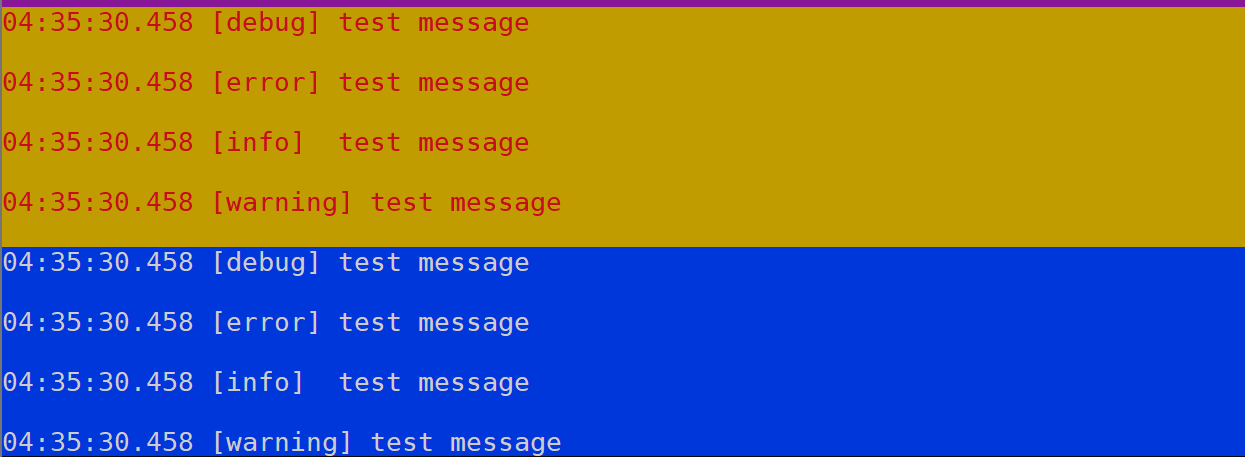 04:35:30.458 [debug] test message
04:35:30.458 [error] test message
04:35:30.458 [info]  test message
04:35:30.458 [warning] test message
04:35:30.458 [debug] test message
04:35:30.458 [error] test message
04:35:30.458 [info]  test message
04:35:30.458 [warning] test message